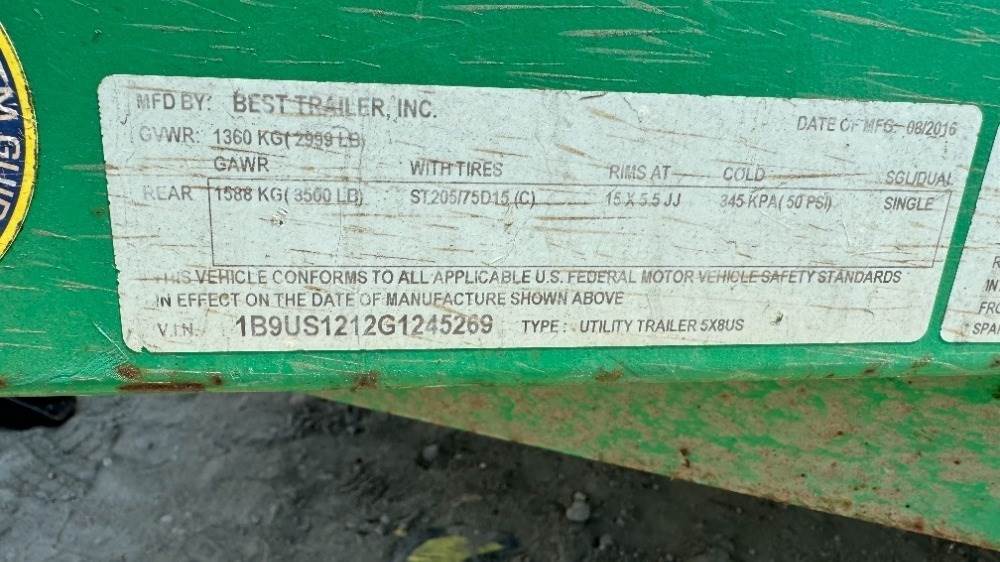 MFD BY: BEST TRAILER, INC.
DATE OF MFG: 08/2016
GVWR: 1360 KG( 2999 LB)
GAWR WITH TIRES RIMS AT COLD SGL/DUAL
REAR 1588 KG( 3500 LB) ST205/75D15 (C) 15 X 5.5 JJ 345 KPA( 50 PSI) SINGLE
THIS VEHICLE CONFORMS TO ALL APPLICABLE U.S. FEDERAL MOTOR VEHICLE SAFETY STANDARDS
IN EFFECT ON THE DATE OF MANUFACTURE SHOWN ABOVE
V.I.N. 1B9US1212G1245269 TYPE : UTILITY TRAILER 5X8US